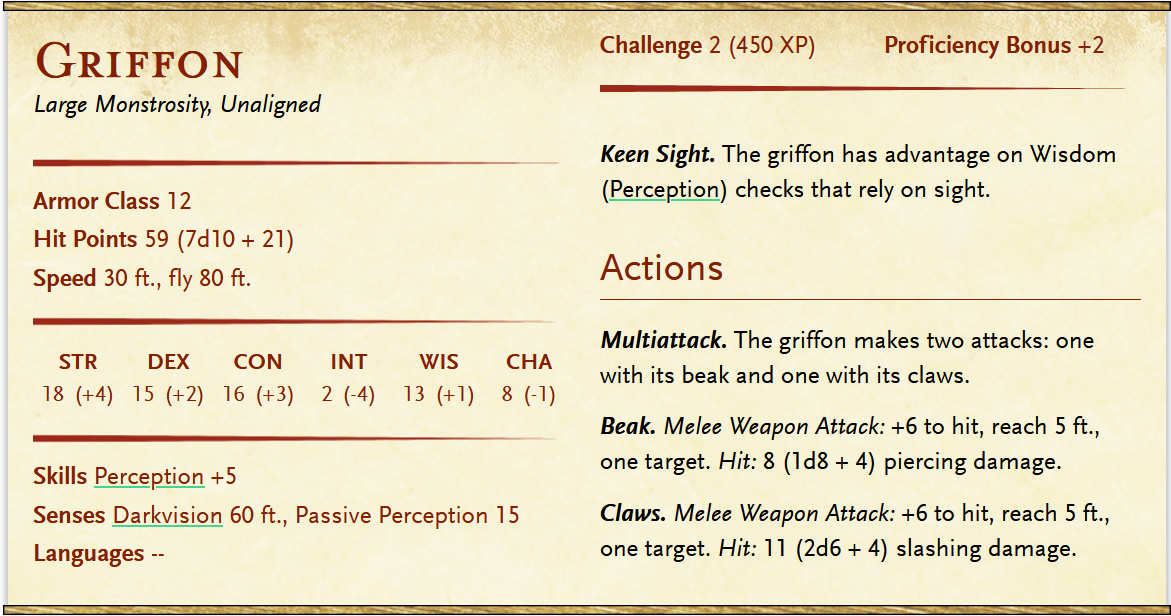 Griffon
Large Monstrosity, Unaligned
Armor Class 12
Hit Points 59 (7d10 + 21)
Speed 30 ft., fly 80 ft.
STR DEX CON INT WIS CHA
18 (+4) 15 (+2) 16 (+3) 2 (-4) 13 (+1) 8 (-1)
Skills Perception +5
Senses Darkvision 60 ft., Passive Perception 15
Languages --
Challenge 2 (450 XP) Proficiency Bonus +2
Keen Sight. The griffon has advantage on Wisdom
(Perception) checks that rely on sight.
Actions
Multiattack. The griffon makes two attacks: one
with its beak and one with its claws.
Beak. Melee Weapon Attack: +6 to hit, reach 5 ft.,
one target. Hit: 8 (1d8 + 4) piercing damage.
Claws. Melee Weapon Attack: +6 to hit, reach 5 ft.,
one target. Hit: 11 (2d6 + 4) slashing damage.